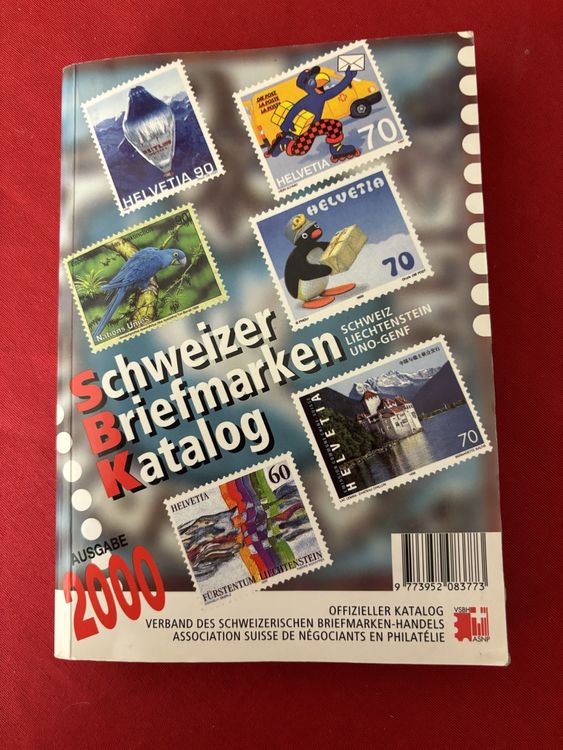 HELVETIA 90
DIE POST
LA POSTE
LA POSTA
70
90
Nations Unies
HELVETIA
70
Schweizer
Briefmarken
Katalog
SCHWEIZ
LIECHTENSTEIN
UNO-GENF
HELVETIA
70
HELVETIA
60
FÜRSTENTUM LIECHTENSTEIN
AUSGABE
2000
9 773952 083773
OFFIZIELLER KATALOG
VERBAND DES SCHWEIZERISCHEN BRIEFMARKEN-HANDELS
ASSOCIATION SUISSE DE NÉGOCIANTS EN PHILATÉLIE
VSBH
ASNP